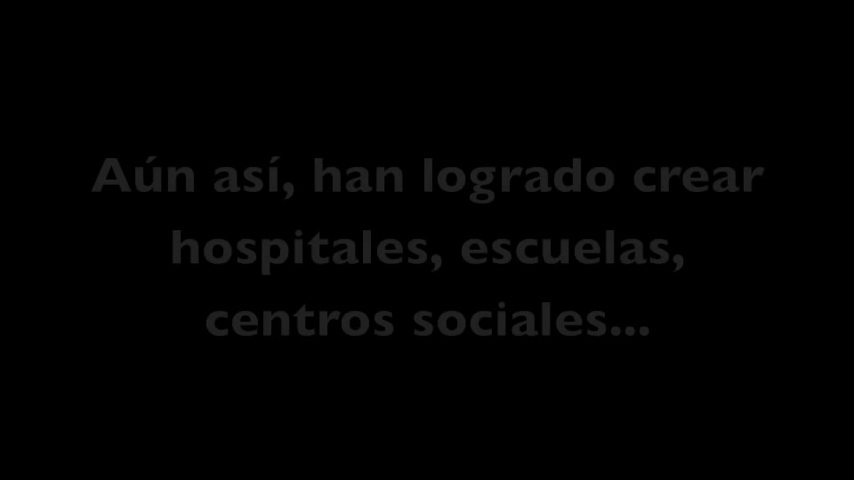 Aún así, han logrado crear
hospitales, escuelas,
centros sociales...